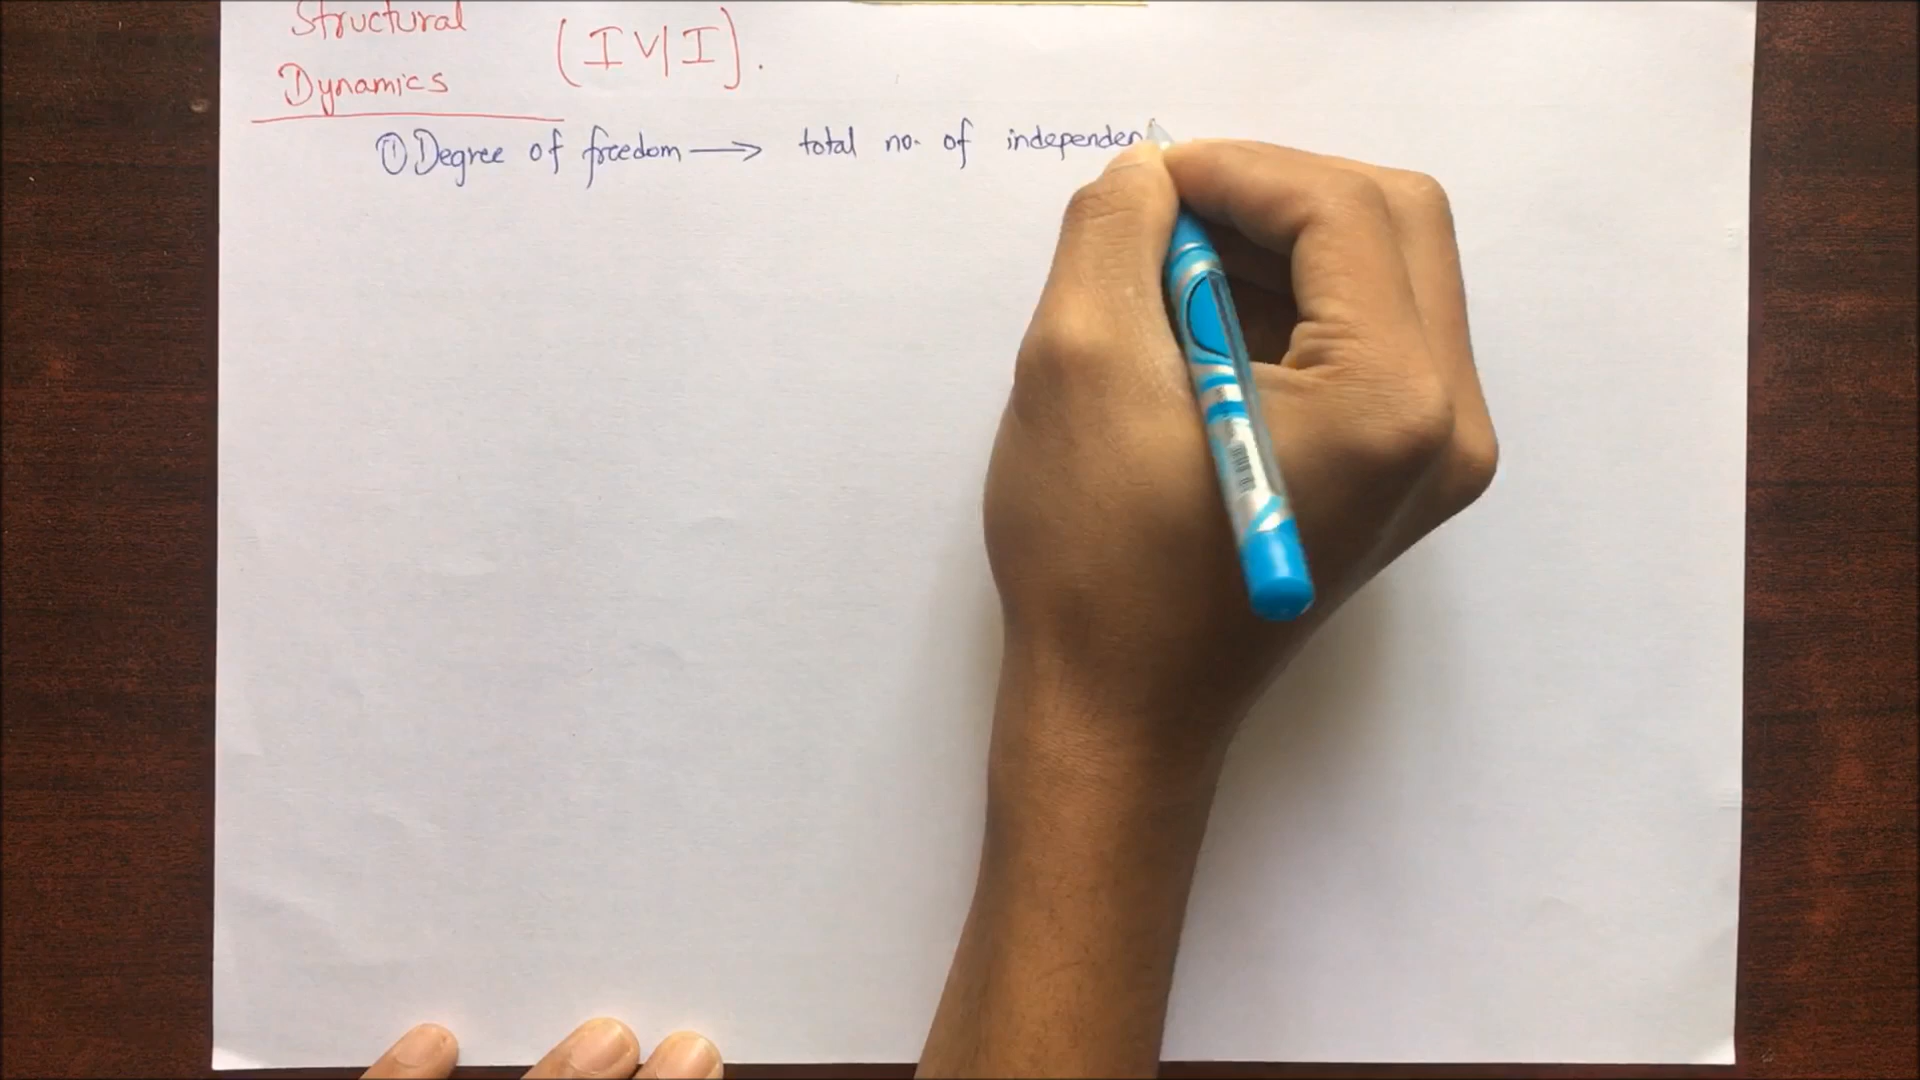 Structural
Dynamics (IV/I).
① Degree of freedom → total no. of independen